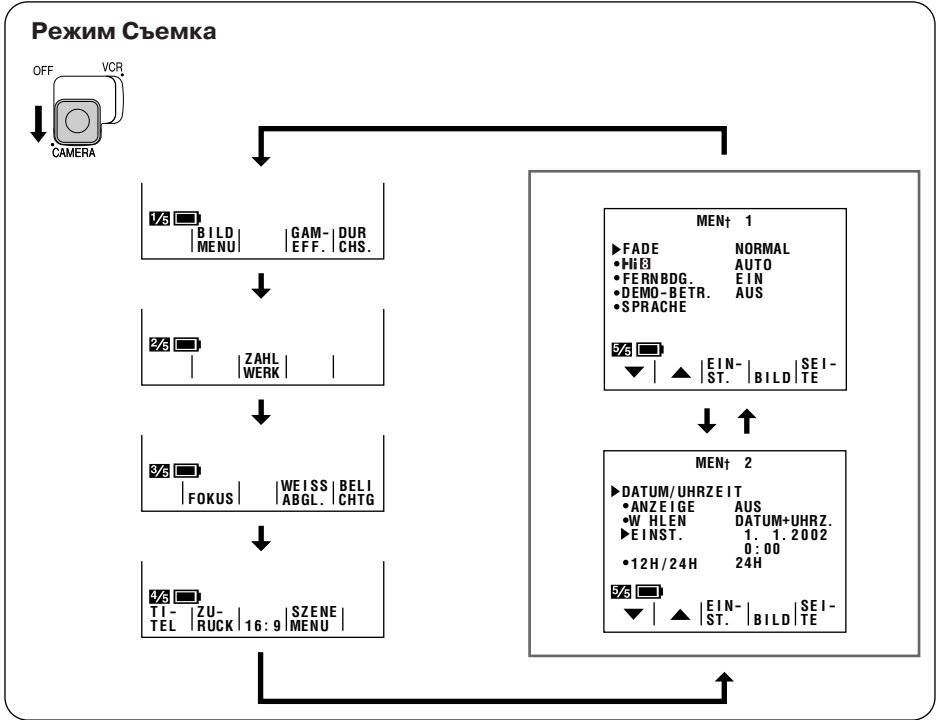 Режим Съемка
OFF VCR
CAMERA
1/5
BILD GAM- DUR
MENU EFF. CHS.
2/5
ZAHL
WERK
3/5
FOKUS WEISS BELI
ABGL. CHTG
4/5
TI- ZU- SZENE
TEL RUCK 16:9 MENU
MEN† 1
▶FADE NORMAL
•Hi8 AUTO
•FERNBDG. EIN
•DEMO-BETR. AUS
•SPRACHE
5/5
▼ ▲ EIN- SEI-
ST. BILD TE
MEN† 2
▶DATUM/UHRZEIT
•ANZEIGE AUS
•W HLEN DATUM+UHRZ.
▶EINST. 1. 1.2002
0:00
•12H/24H 24H
5/5
▼ ▲ EIN- SEI-
ST. BILD TE